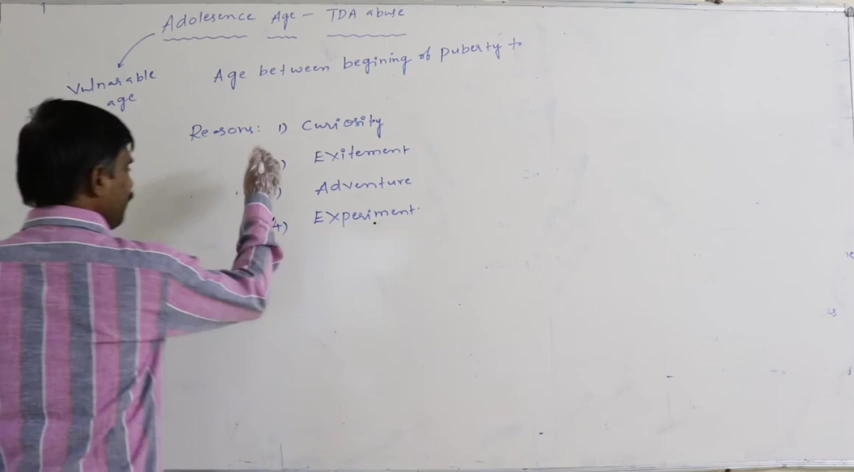 Adolesence Age - TDA abuse
Vulnarable age
Age between begining of puberty to
Reasons: 1) Curiosity
) Exitement
) Adventure
4) Experiment